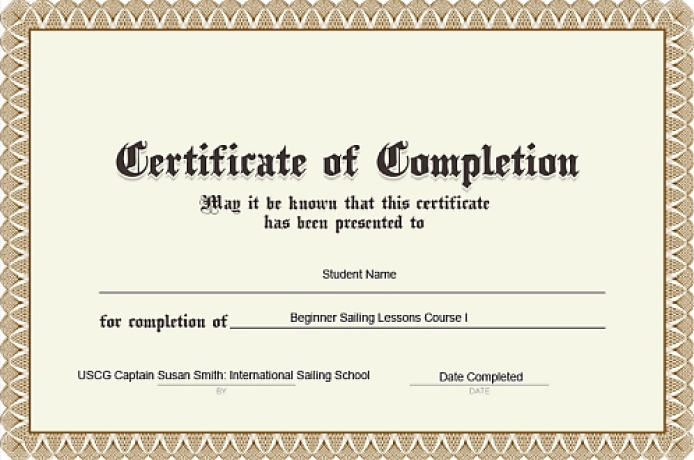 Certificate of Completion
May it be known that this certificate
has been presented to
Student Name
for completion of Beginner Sailing Lessons Course I
USCG Captain Susan Smith: International Sailing School Date Completed
BY DATE